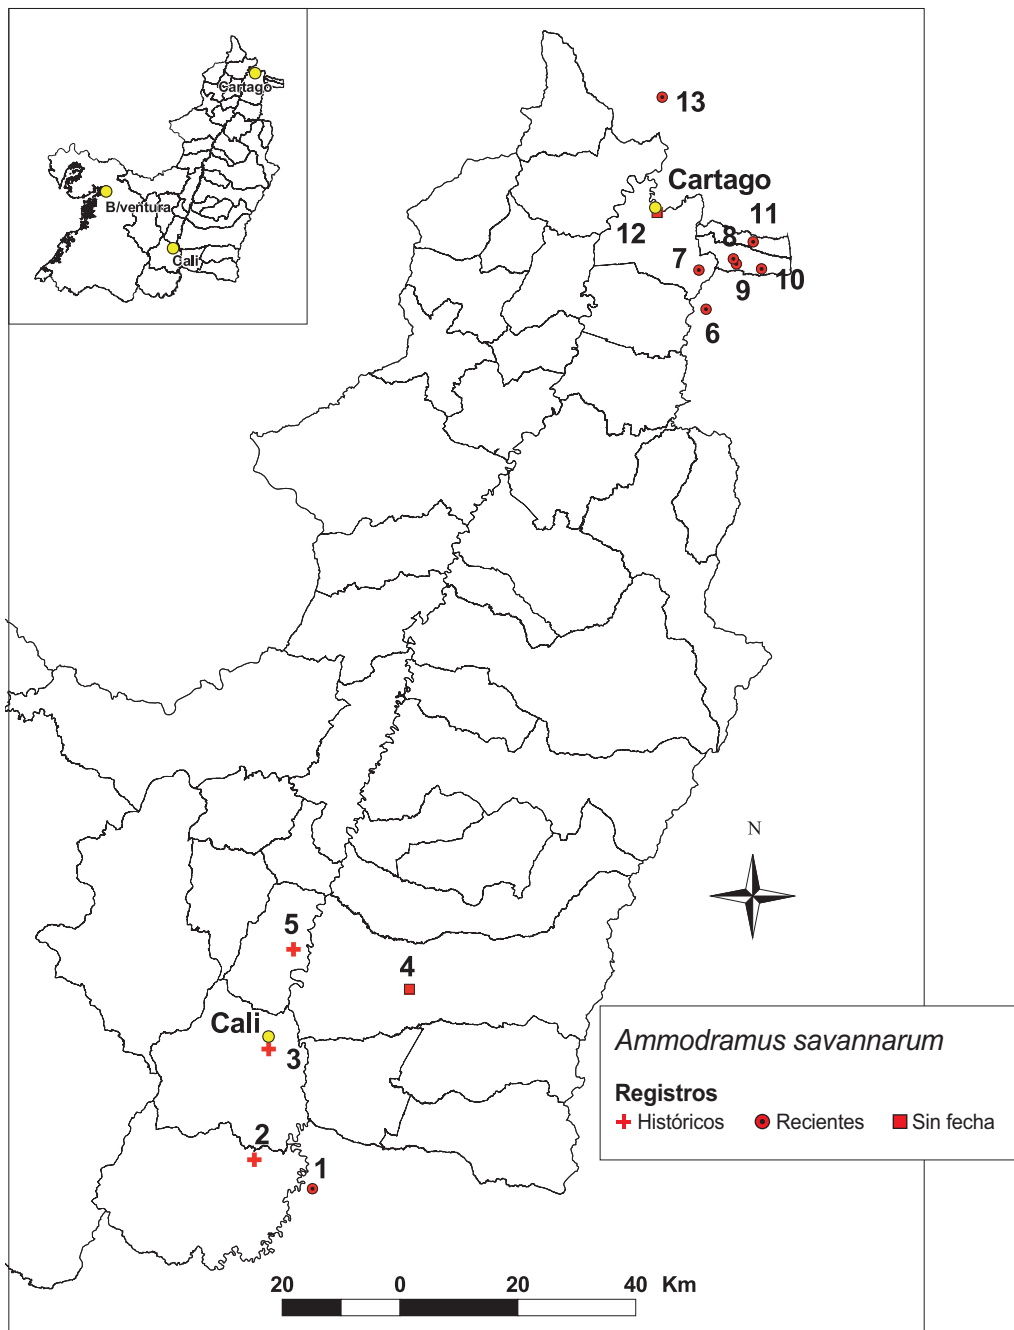 Cartago
B/ventura
Cali
13
Cartago
11
12
8
7
9
10
6
N
5
4
Cali
3
2
1
Ammodramus savannarum
Registros
Históricos Recientes Sin fecha
20 0 20 40 Km